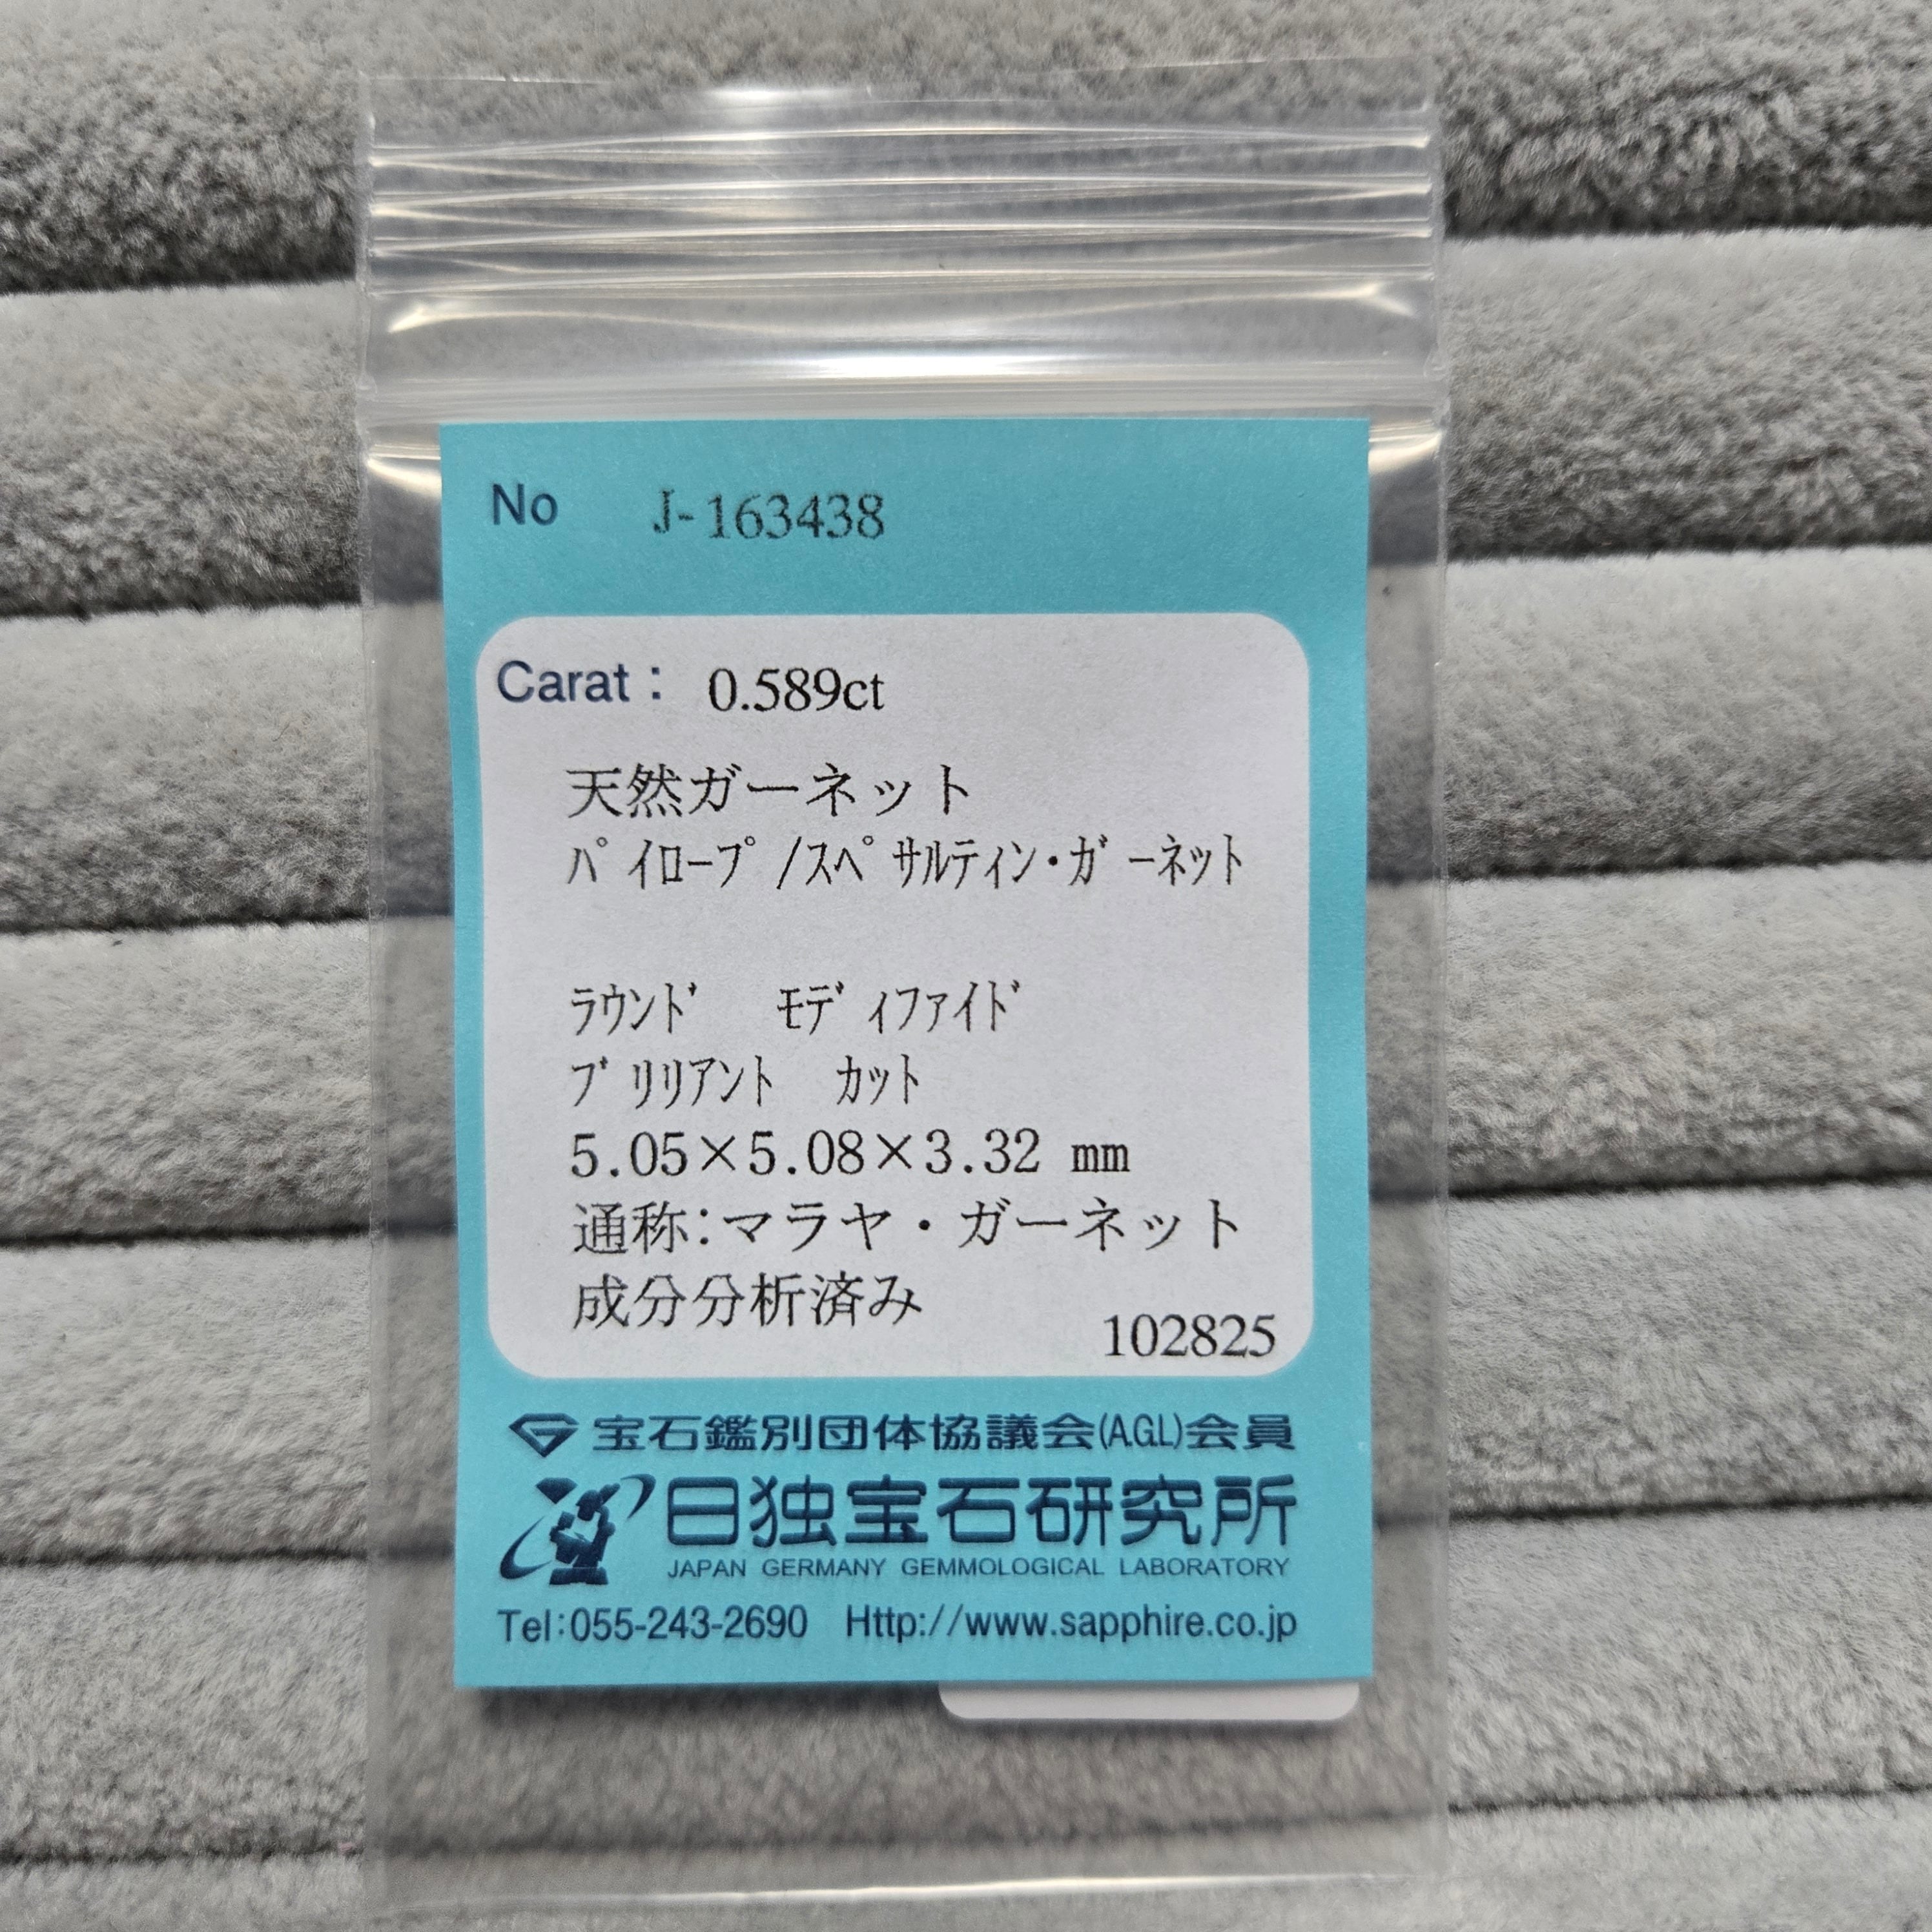 No J-163438
Carat : 0.589ct
天然ガーネット
ﾊﾟｲﾛｰﾌﾟ/ｽﾍﾟｻﾙﾃｨﾝ･ｶﾞｰﾈｯﾄ
ﾗｳﾝﾄﾞ ﾓﾃﾞｨﾌｧｲﾄﾞ
ﾌﾞﾘﾘｱﾝﾄ ｶｯﾄ
5.05×5.08×3.32 mm
通称:マラヤ・ガーネット
成分分析済み
102825
宝石鑑別団体協議会(AGL)会員
日独宝石研究所
JAPAN GERMANY GEMMOLOGICAL LABORATORY
Tel:055-243-2690 Http://www.sapphire.co.jp